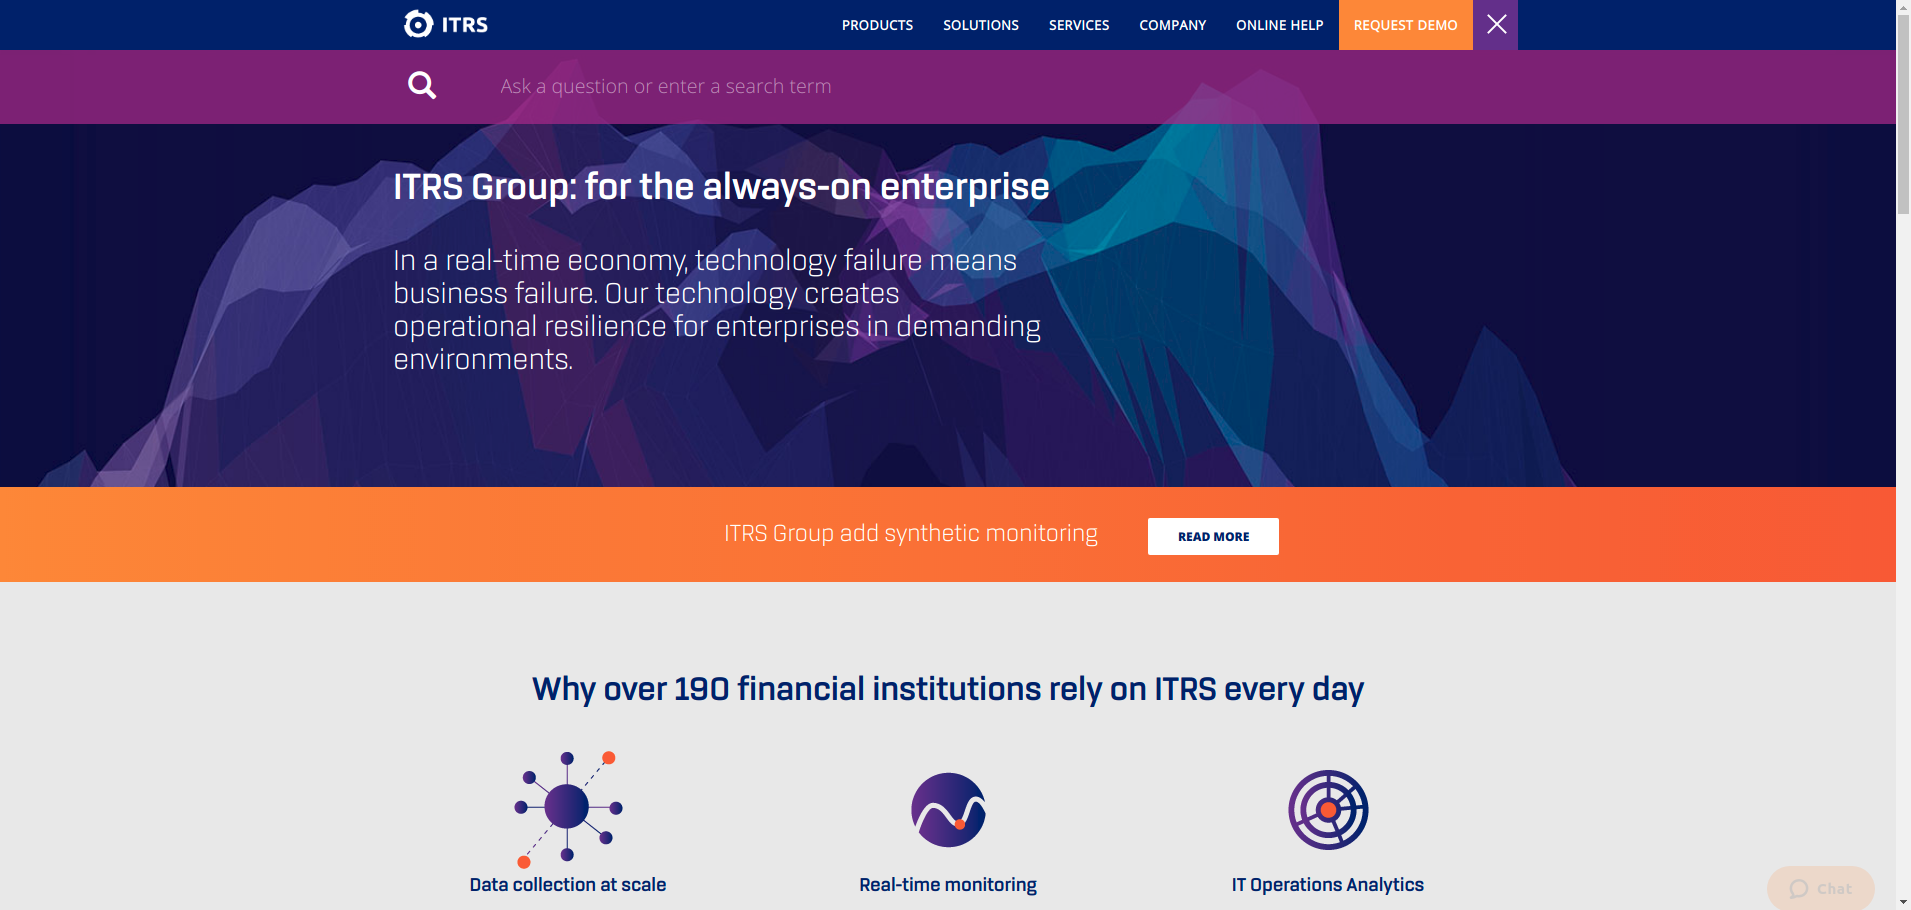 ITRS
PRODUCTS
SOLUTIONS
SERVICES
COMPANY
ONLINE HELP
REQUEST DEMO
Ask a question or enter a search term
ITRS Group: for the always-on enterprise
In a real-time economy, technology failure means
business failure. Our technology creates
operational resilience for enterprises in demanding
environments.
ITRS Group add synthetic monitoring
READ MORE
Why over 190 financial institutions rely on ITRS every day
Data collection at scale
Real-time monitoring
IT Operations Analytics
Chat